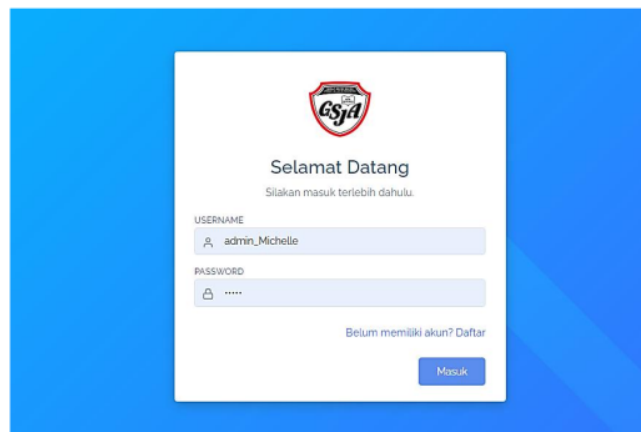 GSJA
Selamat Datang
Silakan masuk terlebih dahulu.
USERNAME
admin_Michelle
PASSWORD
•••••
Belum memiliki akun? Daftar
Masuk